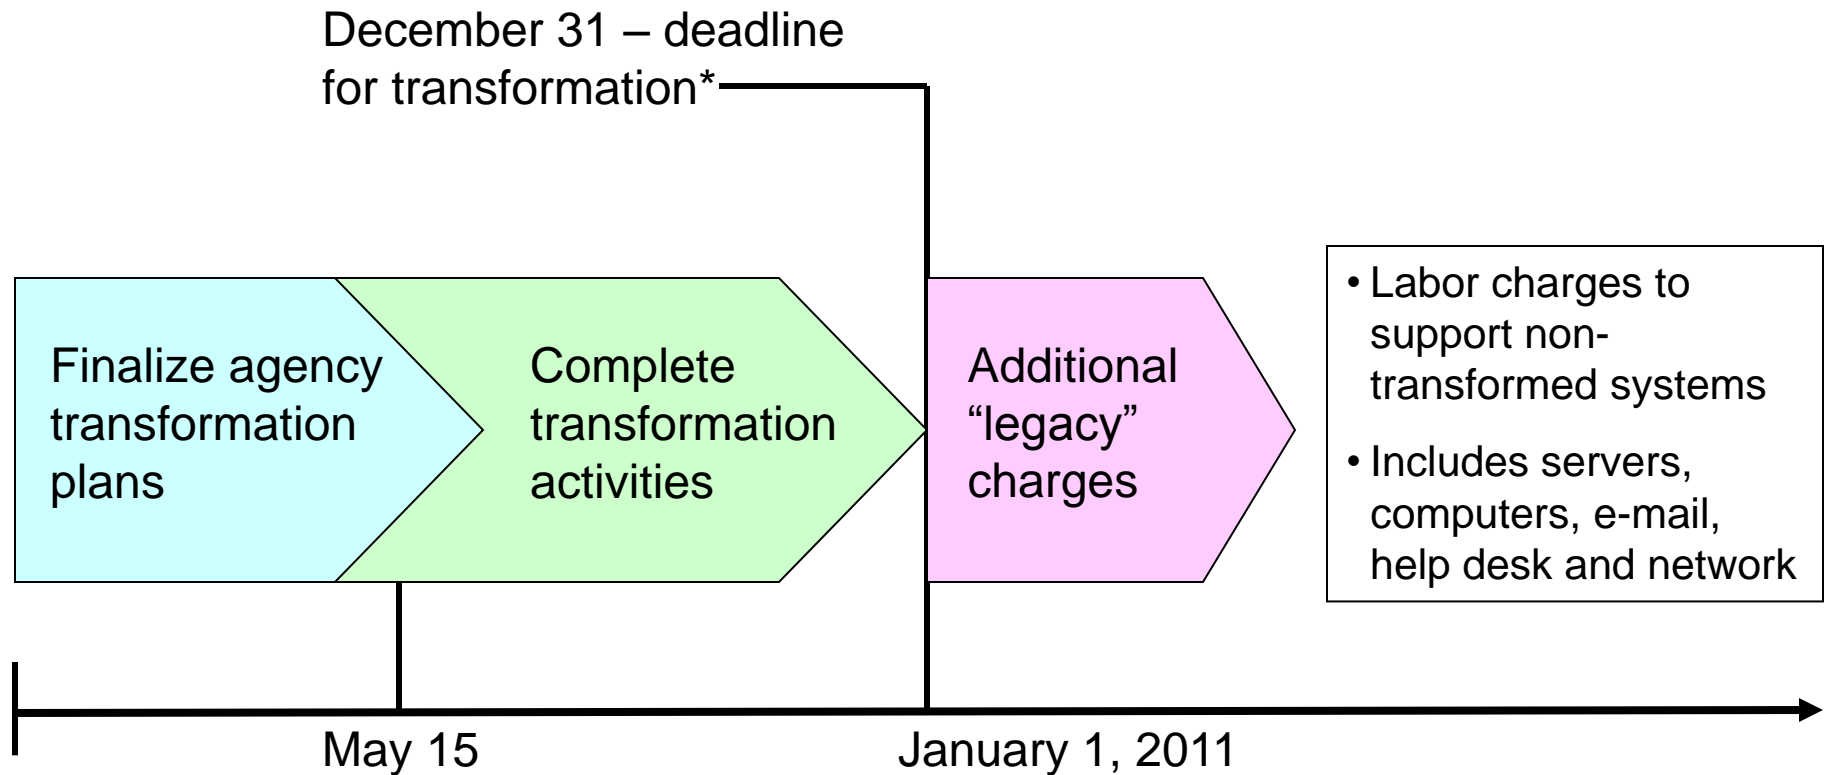 December 31 – deadline
for transformation*
Finalize agency
transformation
plans
Complete
transformation
activities
Additional
“legacy”
charges
• Labor charges to
support non-
transformed systems
• Includes servers,
computers, e-mail,
help desk and network
May 15
January 1, 2011